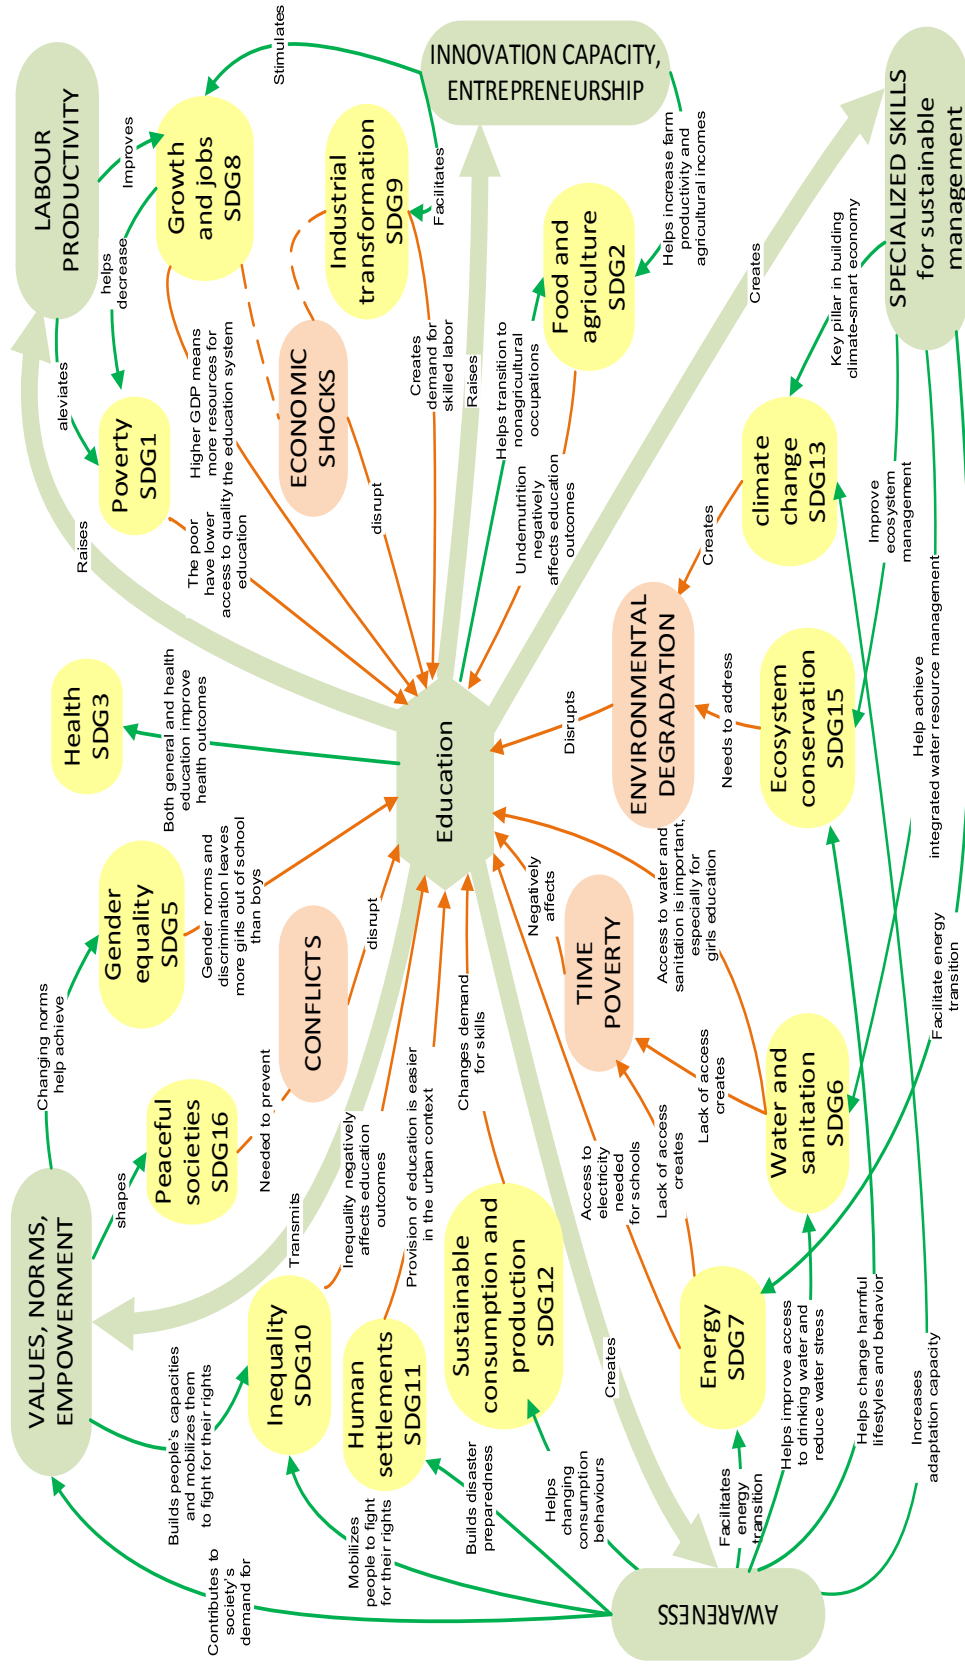 VALUES, NORMS,
EMPOWERMENT
LABOUR
PRODUCTIVITY
INNOVATION CAPACITY,
ENTREPRENEURSHIP
SPECIALIZED SKILLS
for sustainable
management
AWARENESS
Education
Contributes to
society's
demand for
Builds people's capacities
and mobilizes them
to fight for their rights
Changing norms
help achieve
shapes
Transmits
Gender
equality
SDG5
Gender norms and
discrimination leaves
more girls out of school
than boys
Peaceful
societies
SDG16
Needed to prevent
CONFLICTS
disrupt
Health
SDG3
Both general and health
education improve
health outcomes
Raises
aleviates
Improves
helps
decrease
Poverty
SDG1
The poor
have lower
access to quality
education
Growth
and jobs
SDG8
Higher GDP means
more resources for
the education system
Stimulates
ECONOMIC
SHOCKS
disrupt
Industrial
transformation
SDG9
Facilitates
Creates
demand for
skilled labor
Raises
Helps transition to
nonagricultural
occupations
Food and
agriculture
SDG2
Helps increase farm
productivity and
agricultural incomes
Undernutrition
negatively
affects education
outcomes
Creates
Inequality
SDG10
Inequality negatively
affects education
outcomes
Mobilizes
people to fight
for their rights
Human
settlements
SDG11
Provision of education is easier
in the urban context
Builds disaster
preparedness
Sustainable
consumption and
production
SDG12
Changes demand
for skills
Helps
changing
consumption
behaviours
Creates
TIME
POVERTY
Negatively
affects
Access to
electricity
needed
for schools
Lack of access
creates
Lack of access
creates
Access to water and
sanitation is important,
especially for
girls education
Energy
SDG7
Facilitates
energy
transition
Water and
sanitation
SDG6
Helps improve access
to drinking water and
reduce water stress
ENVIRONMENTAL
DEGRADATION
Disrupts
Needs to address
Creates
Ecosystem
conservation
SDG15
climate
change
SDG13
Key pillar in building
climate-smart economy
Improve
ecosystem
management
Help achieve
integrated water resource management
Facilitate energy
transition
Helps change harmful
lifestyles and behavior
Increases
adaptation capacity